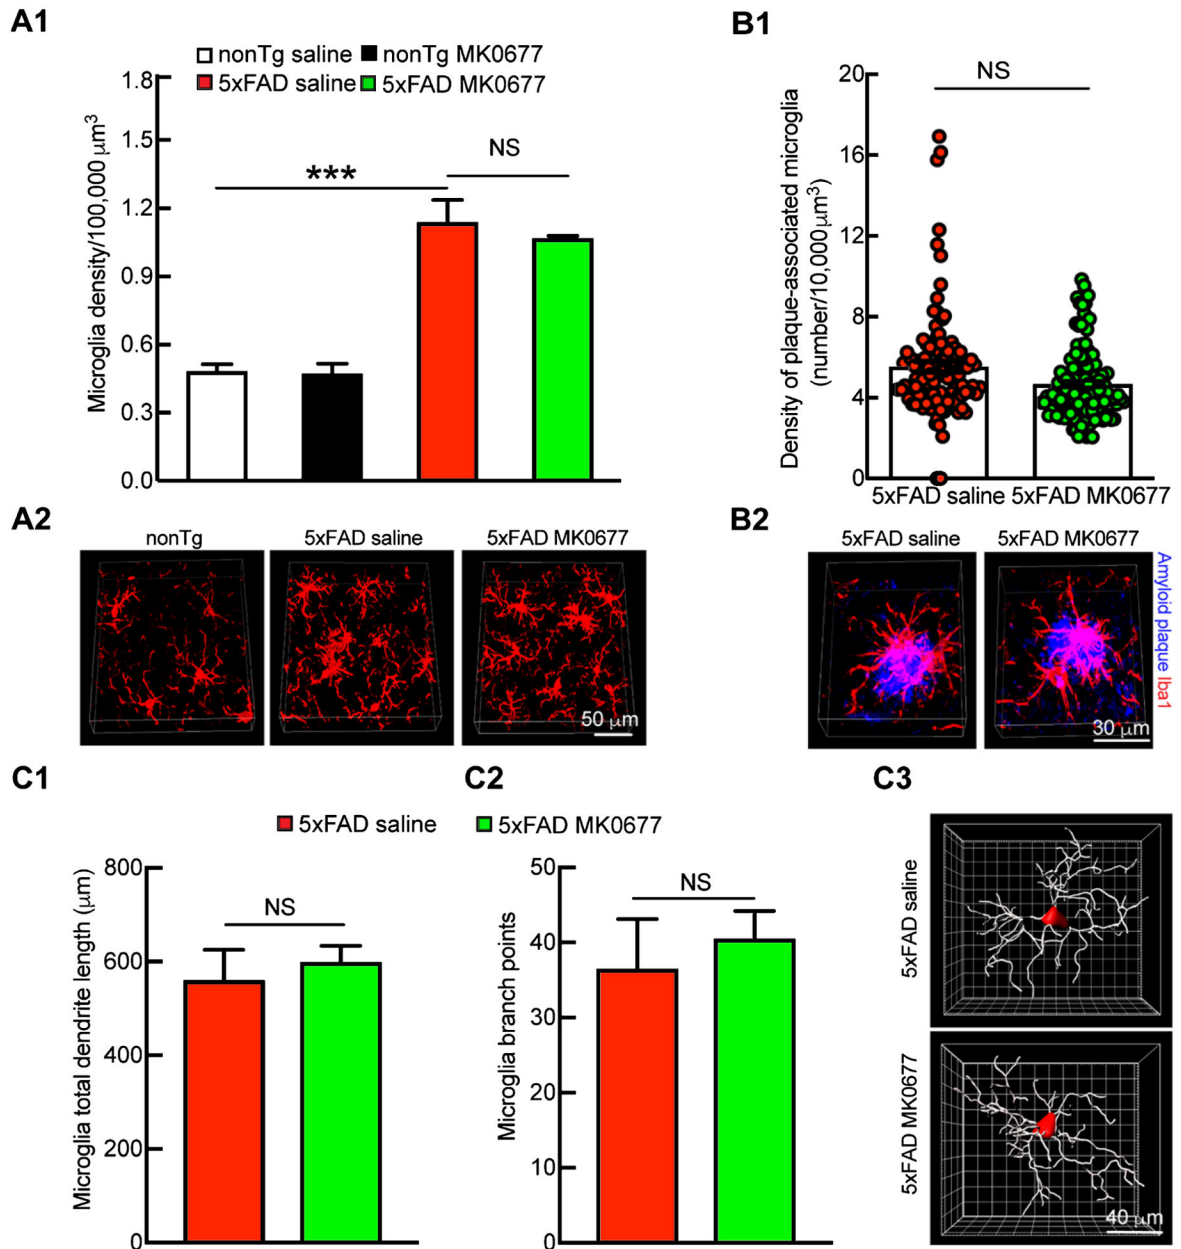 A1
nonTg saline nonTg MK0677
5xFAD saline 5xFAD MK0677
Microglia density/100,000 μm³
1.8
1.5
1.2
0.9
0.6
0.3
0.0
***
NS
B1
Density of plaque-associated microglia
(number/10,000μm³)
20
16
12
8
4
0
NS
5xFAD saline 5xFAD MK0677
A2
nonTg
5xFAD saline
5xFAD MK0677
50 μm
B2
5xFAD saline
5xFAD MK0677
Amyloid plaque Iba1
30 μm
C1
C2
5xFAD saline 5xFAD MK0677
Microglia total dendrite length (μm)
800
600
400
200
0
NS
Microglia branch points
50
40
30
20
10
0
NS
C3
5xFAD saline
5xFAD MK0677
40 μm